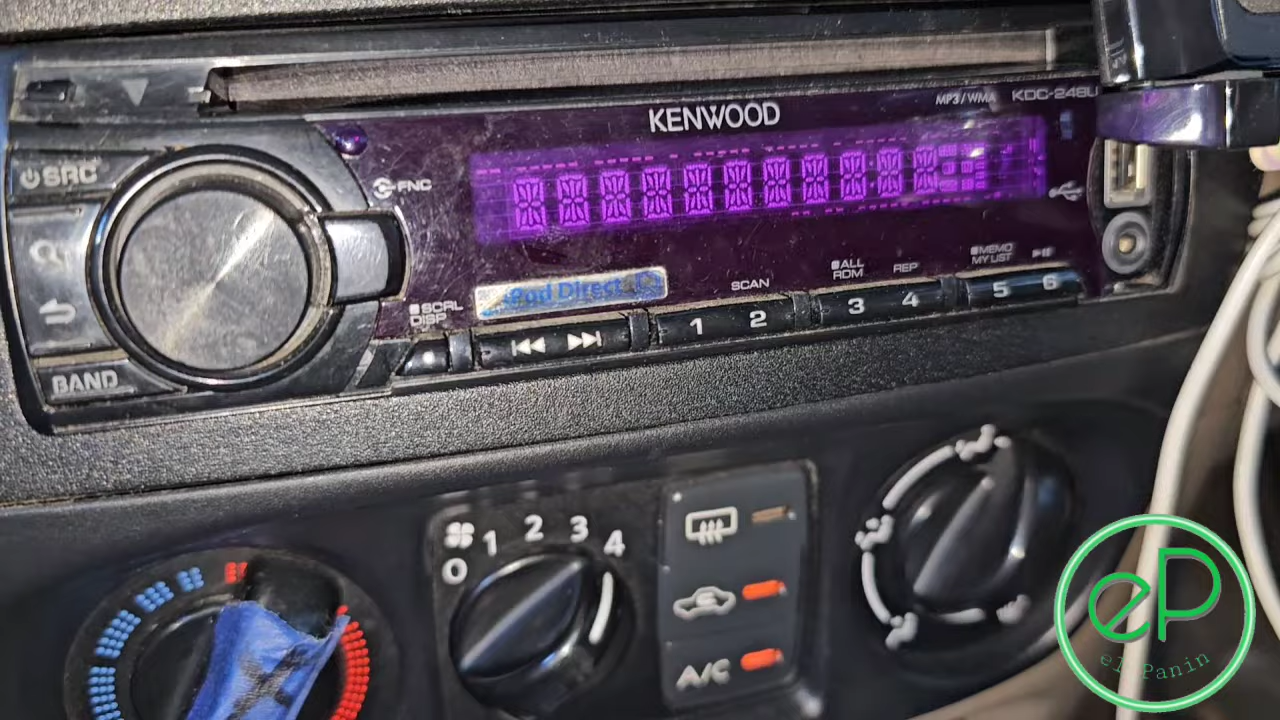 KENWOOD
MP3/WMA KDC-248U
SRC
FNC
iPod Direct
SCRL
DISP
SCAN
ALL
RDM
REP
MEMO
MY LIST
1 2 3 4 5 6
BAND
0 1 2 3 4
A/C
eP
el Panin